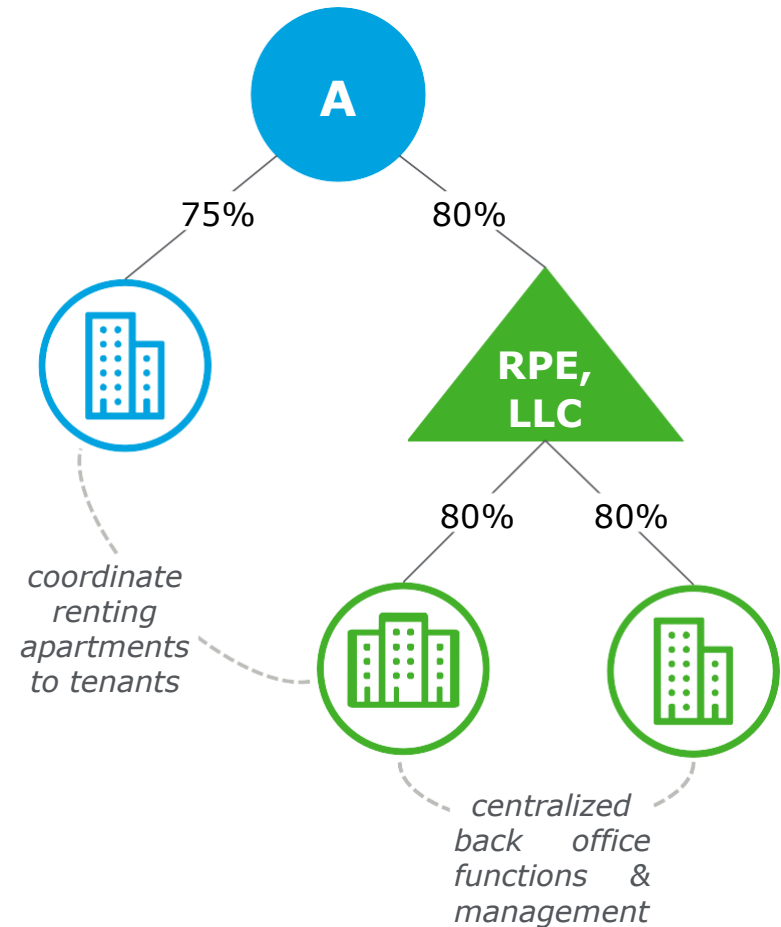 A
75%
80%
RPE,
LLC
80%
80%
coordinate
renting
apartments
to tenants
centralized
back office
functions &
management